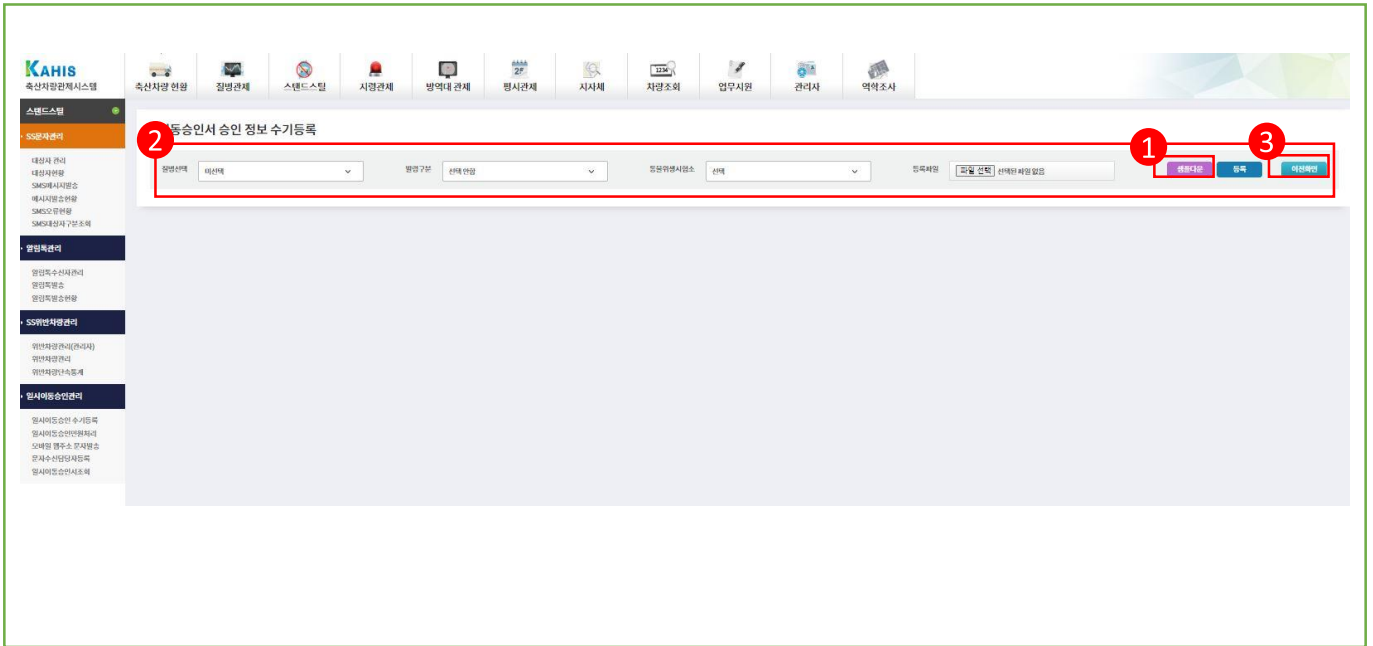 KAHIS
축산차량관제시스템
축산차량 현황
질병관제
스탠드스틸
사령관제
방역대 관제
2F
평시관제
지자체
1234
차량조회
업무지원
관리자
역학조사
스탠드스틸
SS문자관리
대상자 관리
대상자현황
SMS메시지발송
메시지발송현황
SMS오류현황
SMS대상자구분조회
알림톡관리
알림톡수신자관리
알림톡발송
알림톡발송현황
SS위반차량관리
위반차량관리(관리자)
위반차량관리
위반차량단속통계
일시이동승인관리
일시이동승인 수기등록
일시이동승인민원처리
모바일 웹주소 문자발송
문자수신담당자등록
일시이동승인서조회
동승인서 승인 정보 수기등록
2
1
3
질병선택
미선택
발령구분
선택 안함
동물위생시험소
선택
등록파일
파일 선택 선택된 파일 없음
샘플다운
등록
이전확인